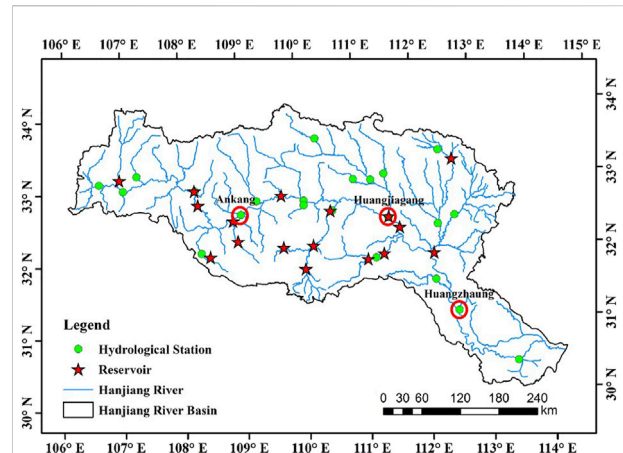 106° E 107° E 108° E 109° E 110° E 111° E 112° E 113° E 114° E 115° E
34° N
33° N
32° N
31° N
30° N
34° N
33° N
32° N
31° N
30° N
Ankang
Huangjiagang
Huangzhaung
Legend
Hydrological Station
Reservoir
Hanjiang River
Hanjiang River Basin
0 30 60 120 180 240
km
106° E 107° E 108° E 109° E 110° E 111° E 112° E 113° E 114° E